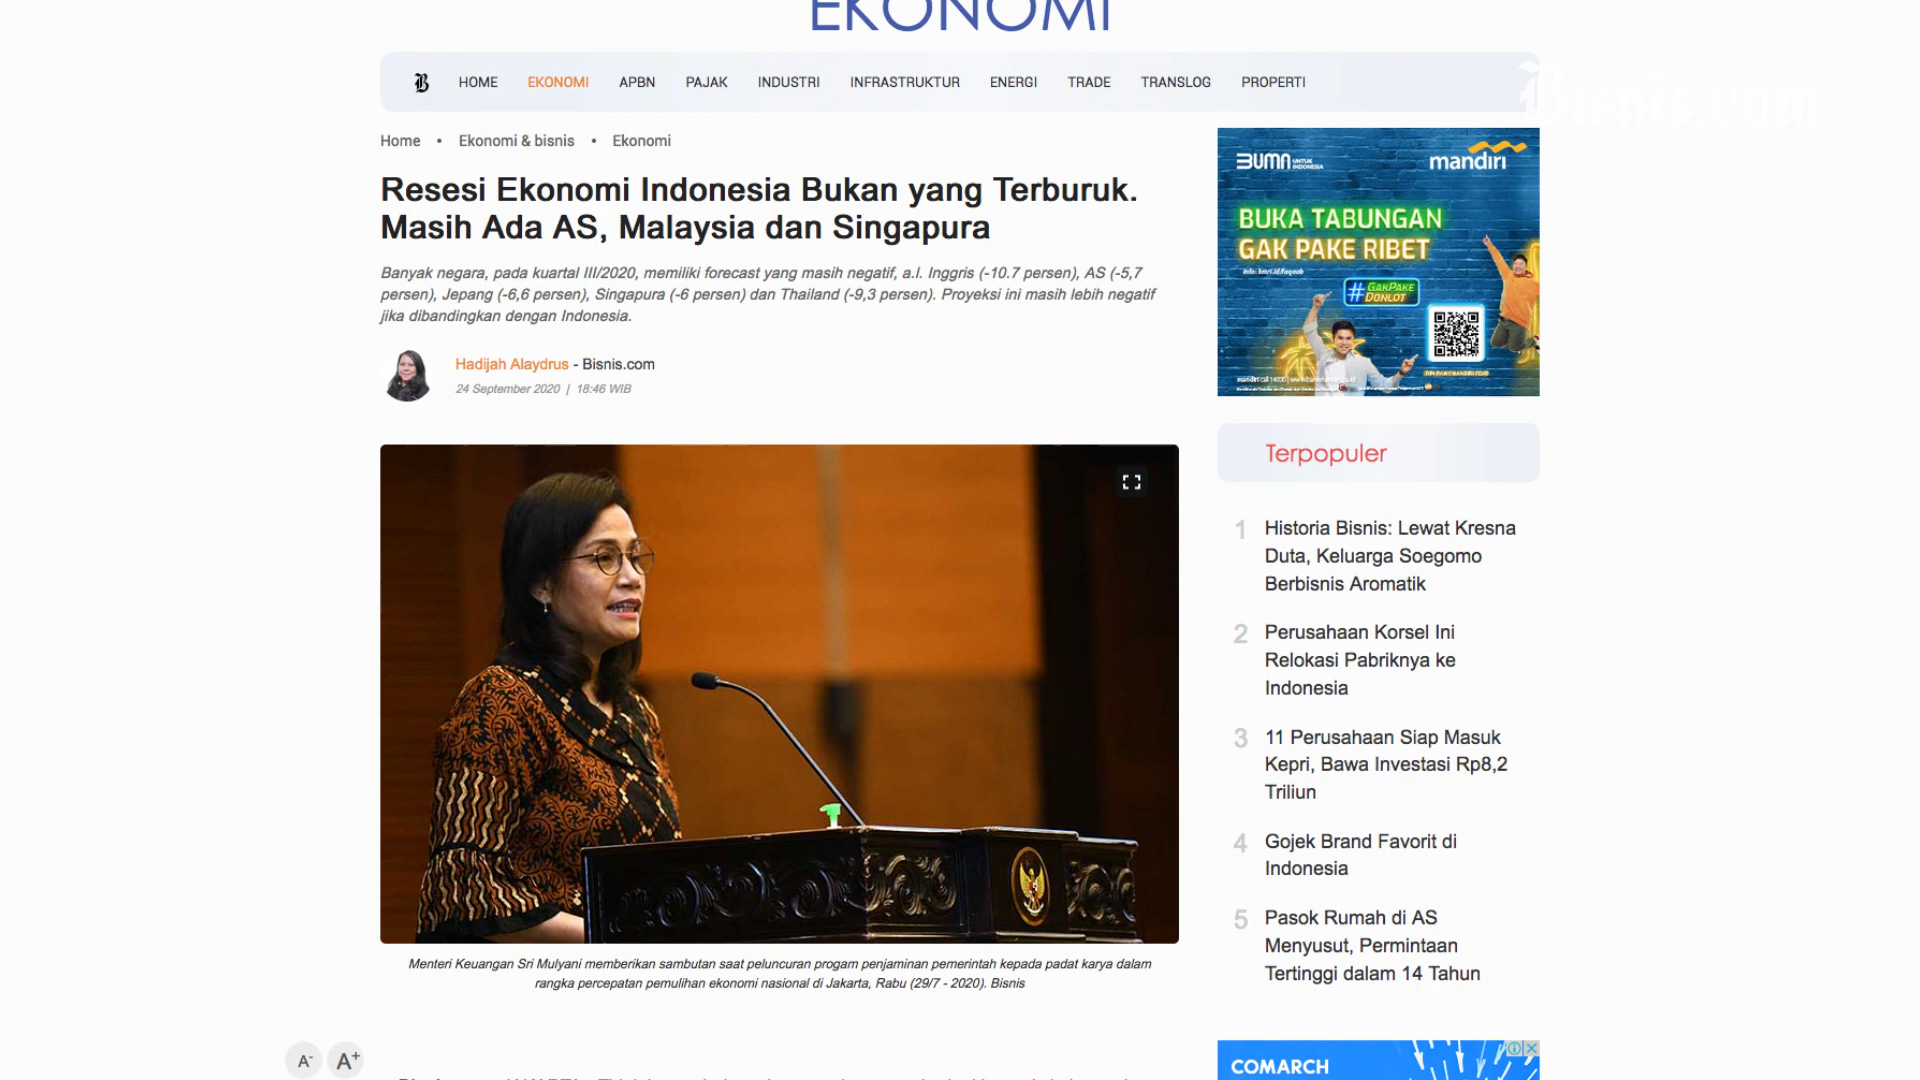 EKONOMI
HOME EKONOMI APBN PAJAK INDUSTRI INFRASTRUKTUR ENERGI TRADE TRANSLOG PROPERTI
Bisnis.com
Home • Ekonomi & bisnis • Ekonomi
Resesi Ekonomi Indonesia Bukan yang Terburuk.
Masih Ada AS, Malaysia dan Singapura
Banyak negara, pada kuartal III/2020, memiliki forecast yang masih negatif, a.l. Inggris (-10.7 persen), AS (-5,7
persen), Jepang (-6,6 persen), Singapura (-6 persen) dan Thailand (-9,3 persen). Proyeksi ini masih lebih negatif
jika dibandingkan dengan Indonesia.
Hadijah Alaydrus - Bisnis.com
24 September 2020 | 18:46 WIB
Menteri Keuangan Sri Mulyani memberikan sambutan saat peluncuran progam penjaminan pemerintah kepada padat karya dalam
rangka percepatan pemulihan ekonomi nasional di Jakarta, Rabu (29/7 - 2020). Bisnis
A- A+
BUMN UNTUK INDONESIA
mandiri
BUKA TABUNGAN
GAK PAKE RIBET
#GAKPAKE
DONLOT
Terpopuler
1 Historia Bisnis: Lewat Kresna
Duta, Keluarga Soegomo
Berbisnis Aromatik
2 Perusahaan Korsel Ini
Relokasi Pabriknya ke
Indonesia
3 11 Perusahaan Siap Masuk
Kepri, Bawa Investasi Rp8,2
Triliun
4 Gojek Brand Favorit di
Indonesia
5 Pasok Rumah di AS
Menyusut, Permintaan
Tertinggi dalam 14 Tahun
COMARCH